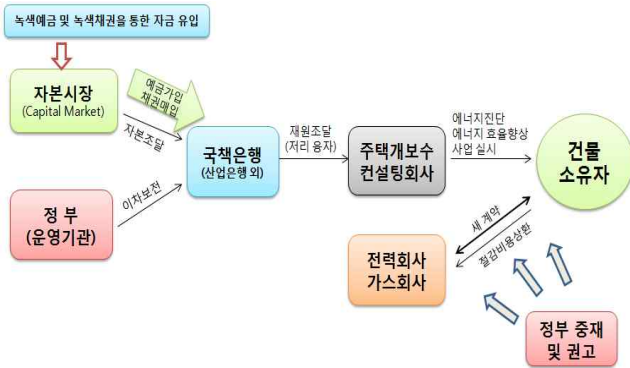 녹색예금 및 녹색채권을 통한 자금 유입
자본시장
(Capital Market)
예금가입
채권매입
자본조달
국책은행
(산업은행 외)
정 부
(운영기관)
이차보전
재원조달
(저리 융자)
주택개보수
컨설팅회사
에너지진단
에너지 효율향상
사업 실시
건물
소유자
새 계약
절감비용상환
전력회사
가스회사
정부 중재
및 권고